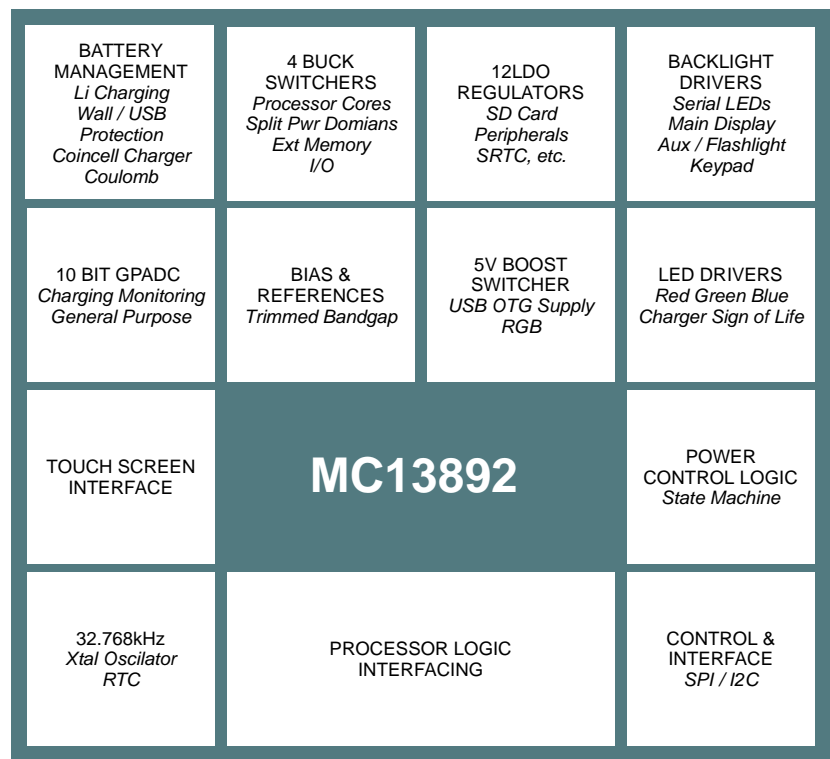 BATTERY
MANAGEMENT
Li Charging
Wall / USB
Protection
Coincell Charger
Coulomb
4 BUCK
SWITCHERS
Processor Cores
Split Pwr Domians
Ext Memory
I/O
12LDO
REGULATORS
SD Card
Peripherals
SRTC, etc.
BACKLIGHT
DRIVERS
Serial LEDs
Main Display
Aux / Flashlight
Keypad
10 BIT GPADC
Charging Monitoring
General Purpose
BIAS &
REFERENCES
Trimmed Bandgap
5V BOOST
SWITCHER
USB OTG Supply
RGB
LED DRIVERS
Red Green Blue
Charger Sign of Life
TOUCH SCREEN
INTERFACE
MC13892
POWER
CONTROL LOGIC
State Machine
32.768kHz
Xtal Oscilator
RTC
PROCESSOR LOGIC
INTERFACING
CONTROL &
INTERFACE
SPI / I2C